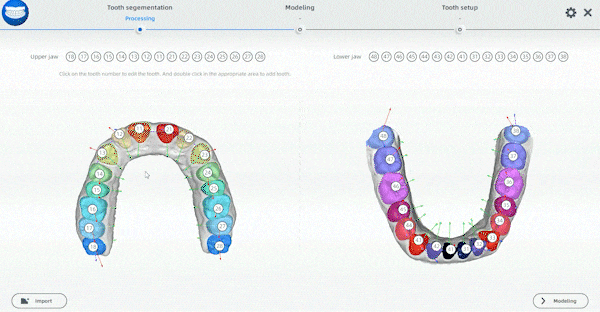 Tooth segementation
Modeling
Tooth setup
Processing
-
-
Upper jaw 18 17 16 15 14 13 12 11 21 22 23 24 25 26 27 28
Lower jaw 48 47 46 45 44 43 42 41 31 32 33 34 35 36 37 38
Click on the tooth number to edit the tooth. And double click in the appropriate area to add tooth.
Import
Modeling